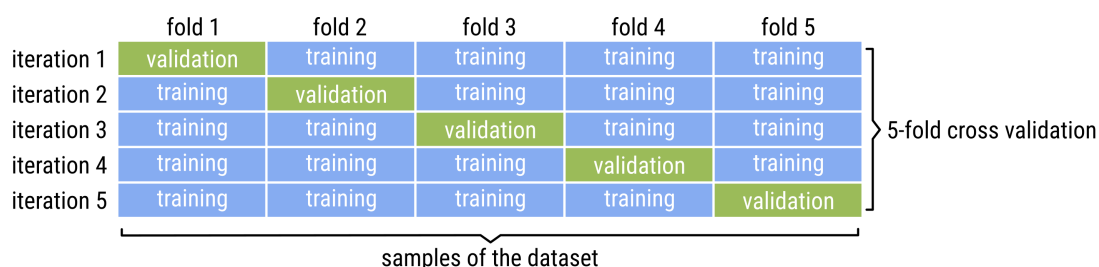 fold 1 fold 2 fold 3 fold 4 fold 5
iteration 1 validation training training training training
iteration 2 training validation training training training
iteration 3 training training validation training training
5-fold cross validation
iteration 4 training training training validation training
iteration 5 training training training training validation
samples of the dataset